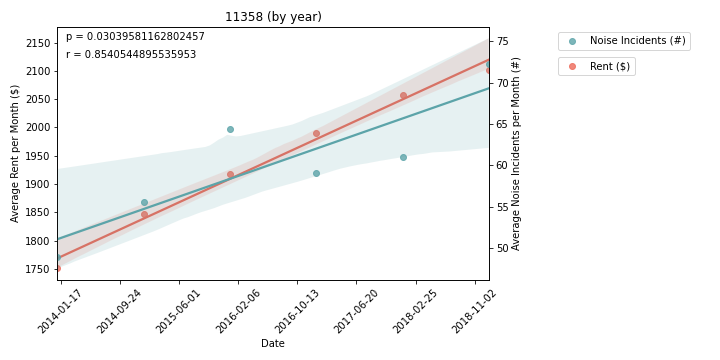 11358 (by year)
p = 0.03039581162802457
r = 0.8540544895535953
Noise Incidents (#)
Rent ($)
Average Rent per Month ($)
2150
2100
2050
2000
1950
1900
1850
1800
1750
75
70
65
60
55
50
Average Noise Incidents per Month (#)
2014-01-17
2014-09-24
2015-06-01
2016-02-06
2016-10-13
2017-06-20
2018-02-25
2018-11-02
Date